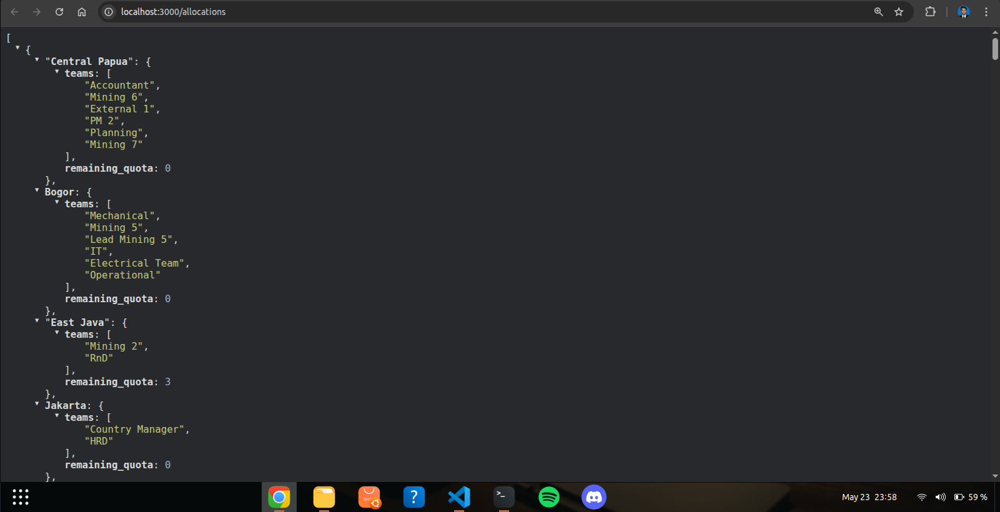 localhost:3000/allocations
[
{
"Central Papua": {
teams: [
"Accountant",
"Mining 6",
"External 1",
"PM 2",
"Planning",
"Mining 7"
],
remaining_quota: 0
},
Bogor: {
teams: [
"Mechanical",
"Mining 5",
"Lead Mining 5",
"IT",
"Electrical Team",
"Operational"
],
remaining_quota: 0
},
"East Java": {
teams: [
"Mining 2",
"RnD"
],
remaining_quota: 3
},
Jakarta: {
teams: [
"Country Manager",
"HRD"
],
remaining_quota: 0
},
?
>_
May 23 23:58
59 %